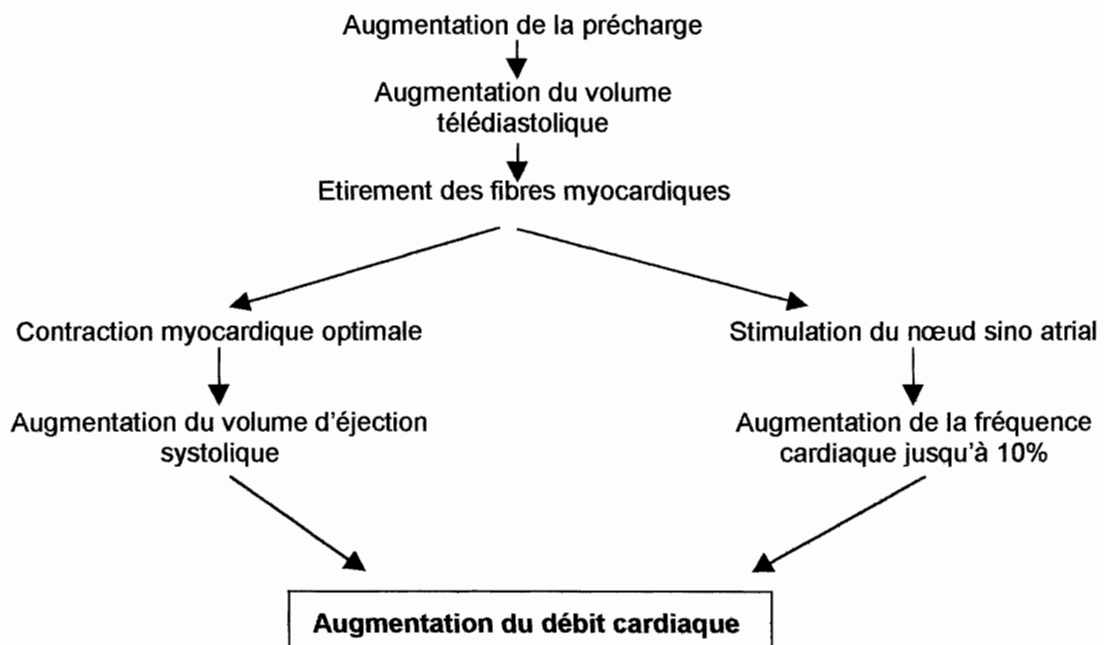 Augmentation de la précharge
Augmentation du volume
télédiastolique
Etirement des fibres myocardiques
Contraction myocardique optimale
Stimulation du nœud sino atrial
Augmentation du volume d'éjection
systolique
Augmentation de la fréquence
cardiaque jusqu'à 10%
Augmentation du débit cardiaque